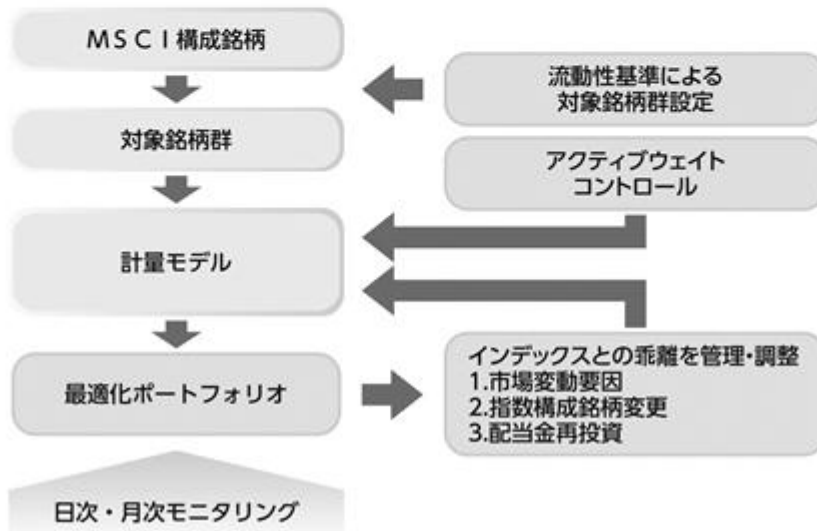 ＭＳＣＩ構成銘柄
流動性基準による
対象銘柄群設定
対象銘柄群
アクティブウェイト
コントロール
計量モデル
最適化ポートフォリオ
インデックスとの乖離を管理・調整
1.市場変動要因
2.指数構成銘柄変更
3.配当金再投資
日次・月次モニタリング